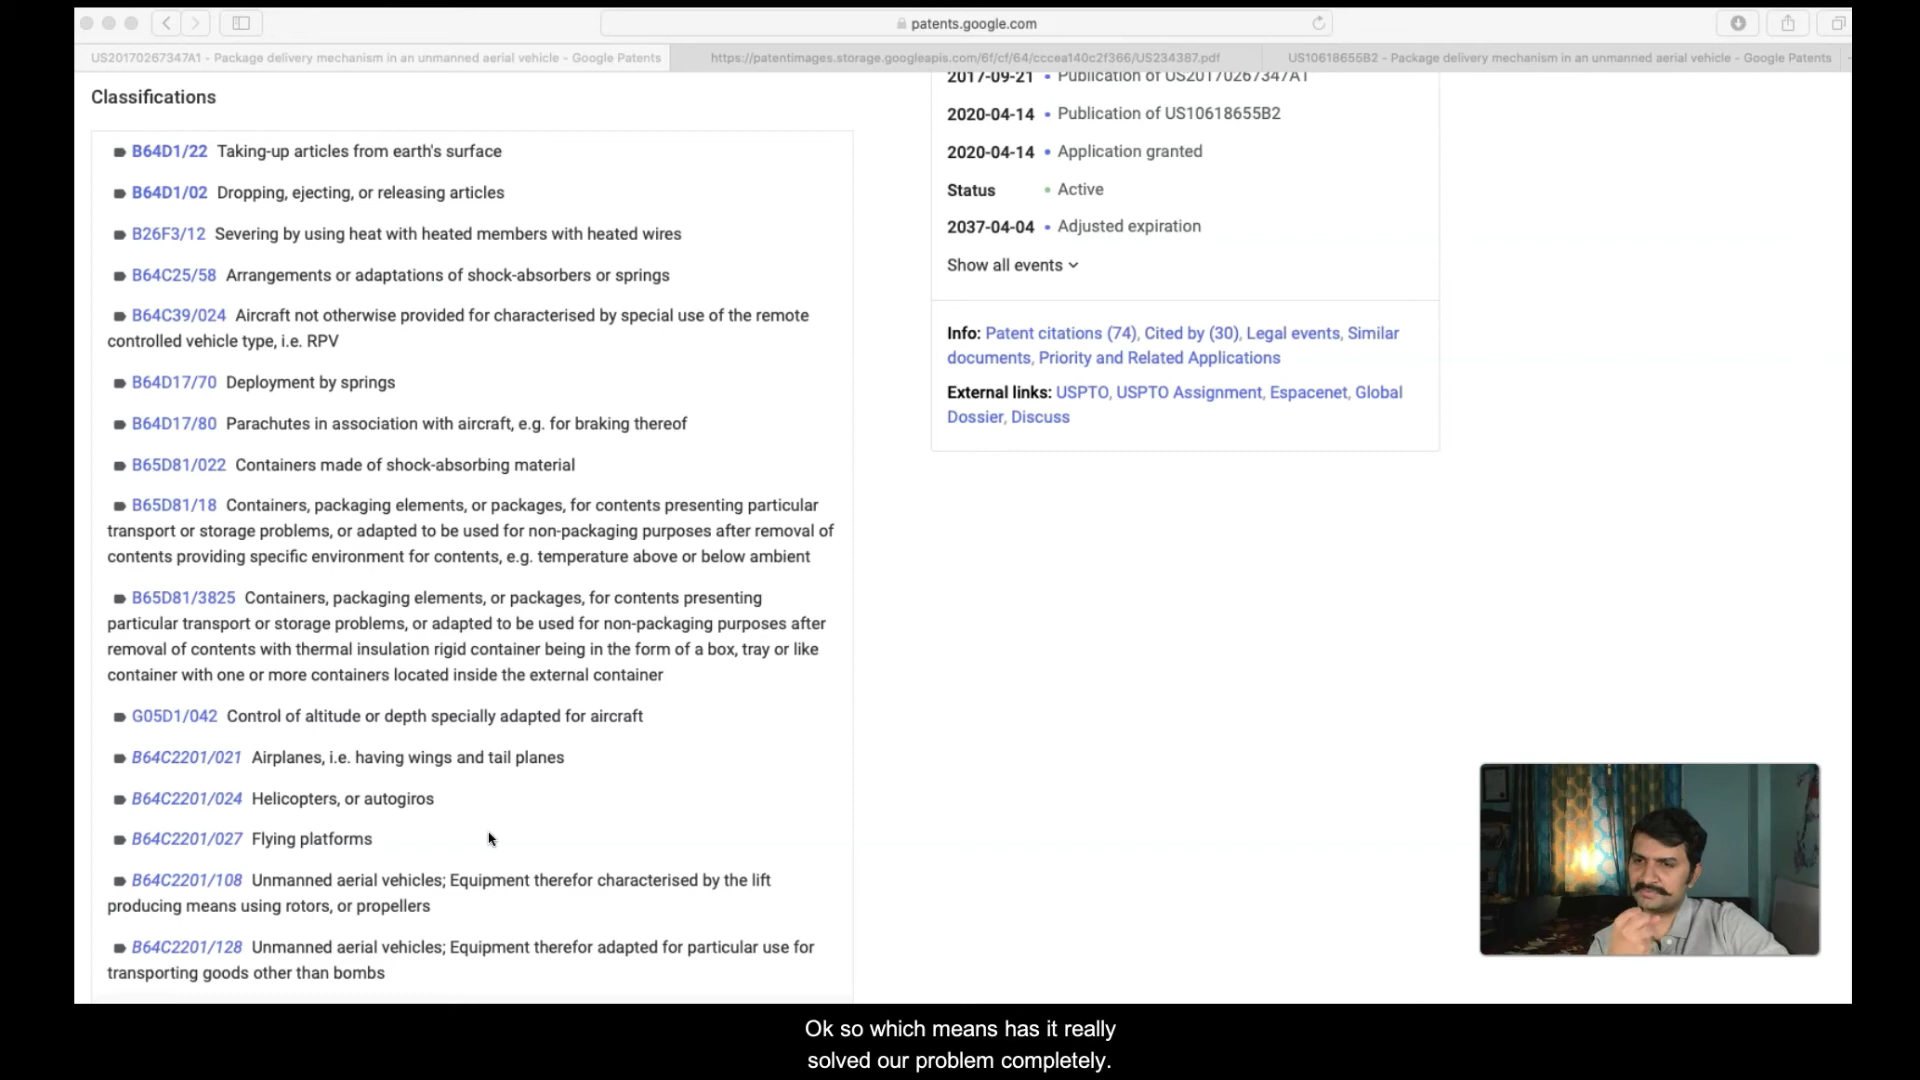 patents.google.com
US20170267347A1 - Package delivery mechanism in an unmanned aerial vehicle - Google Patents
https://patentimages.storage.googleapis.com/6f/cf/64/cccea140c2f366/US234387.pdf
US10618655B2 - Package delivery mechanism in an unmanned aerial vehicle - Google Patents
Classifications
B64D1/22 Taking-up articles from earth's surface
B64D1/02 Dropping, ejecting, or releasing articles
B26F3/12 Severing by using heat with heated members with heated wires
B64C25/58 Arrangements or adaptations of shock-absorbers or springs
B64C39/024 Aircraft not otherwise provided for characterised by special use of the remote
controlled vehicle type, i.e. RPV
B64D17/70 Deployment by springs
B64D17/80 Parachutes in association with aircraft, e.g. for braking thereof
B65D81/022 Containers made of shock-absorbing material
B65D81/18 Containers, packaging elements, or packages, for contents presenting particular
transport or storage problems, or adapted to be used for non-packaging purposes after removal of
contents providing specific environment for contents, e.g. temperature above or below ambient
B65D81/3825 Containers, packaging elements, or packages, for contents presenting
particular transport or storage problems, or adapted to be used for non-packaging purposes after
removal of contents with thermal insulation rigid container being in the form of a box, tray or like
container with one or more containers located inside the external container
G05D1/042 Control of altitude or depth specially adapted for aircraft
B64C2201/021 Airplanes, i.e. having wings and tail planes
B64C2201/024 Helicopters, or autogiros
B64C2201/027 Flying platforms
B64C2201/108 Unmanned aerial vehicles; Equipment therefor characterised by the lift
producing means using rotors, or propellers
B64C2201/128 Unmanned aerial vehicles; Equipment therefor adapted for particular use for
transporting goods other than bombs
2017-09-21 • Publication of US20170267347A1
2020-04-14 • Publication of US10618655B2
2020-04-14 • Application granted
Status • Active
2037-04-04 • Adjusted expiration
Show all events
Info: Patent citations (74), Cited by (30), Legal events, Similar
documents, Priority and Related Applications
External links: USPTO, USPTO Assignment, Espacenet, Global
Dossier, Discuss
Ok so which means has it really
solved our problem completely.